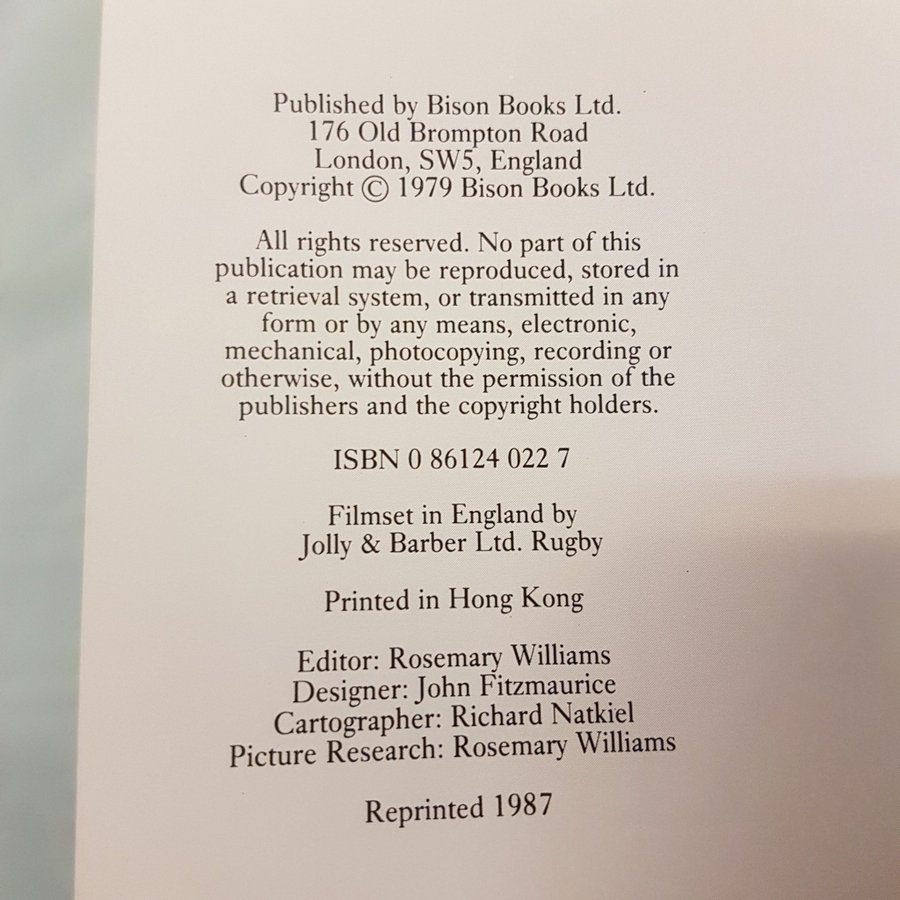 Published by Bison Books Ltd.
176 Old Brompton Road
London, SW5, England
Copyright © 1979 Bison Books Ltd.
All rights reserved. No part of this
publication may be reproduced, stored in
a retrieval system, or transmitted in any
form or by any means, electronic,
mechanical, photocopying, recording or
otherwise, without the permission of the
publishers and the copyright holders.
ISBN 0 86124 022 7
Filmset in England by
Jolly & Barber Ltd. Rugby
Printed in Hong Kong
Editor: Rosemary Williams
Designer: John Fitzmaurice
Cartographer: Richard Natkiel
Picture Research: Rosemary Williams
Reprinted 1987